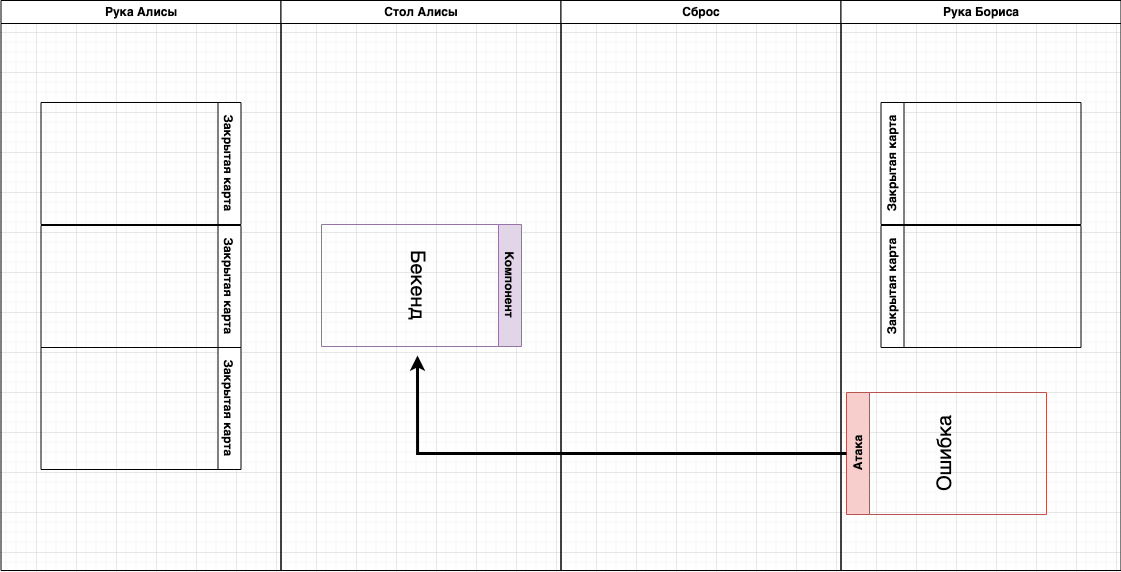 Рука Алисы
Стол Алисы
Сброс
Рука Бориса
Закрытая карта
Закрытая карта
Закрытая карта
Бекенд
Компонент
Закрытая карта
Закрытая карта
Атака
Ошибка